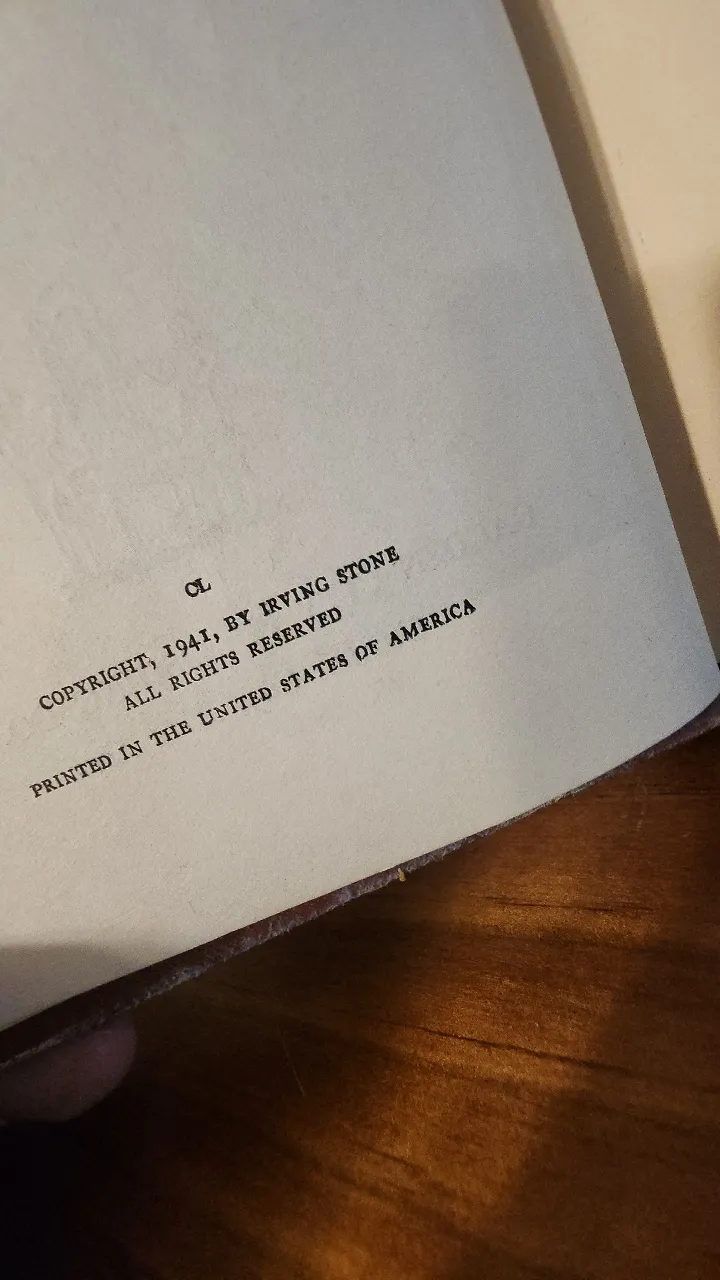 CL
COPYRIGHT, 1941, BY IRVING STONE
ALL RIGHTS RESERVED
PRINTED IN THE UNITED STATES OF AMERICA